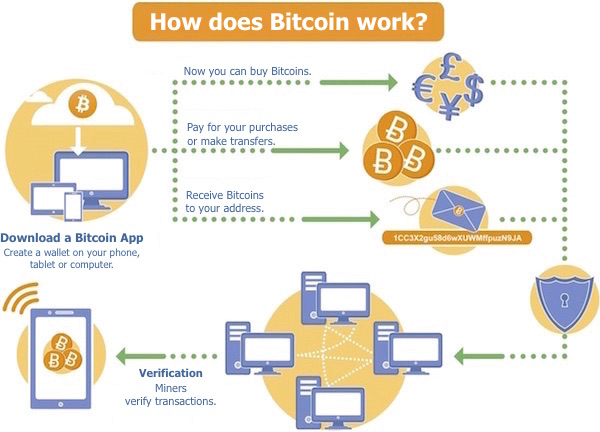 How does Bitcoin work?
Now you can buy Bitcoins.
Pay for your purchases
or make transfers.
Receive Bitcoins
to your address.
1CC3X2gu58d6wXUWMffpuzN9JA
Download a Bitcoin App
Create a wallet on your phone,
tablet or computer.
Verification
Miners
verify transactions.